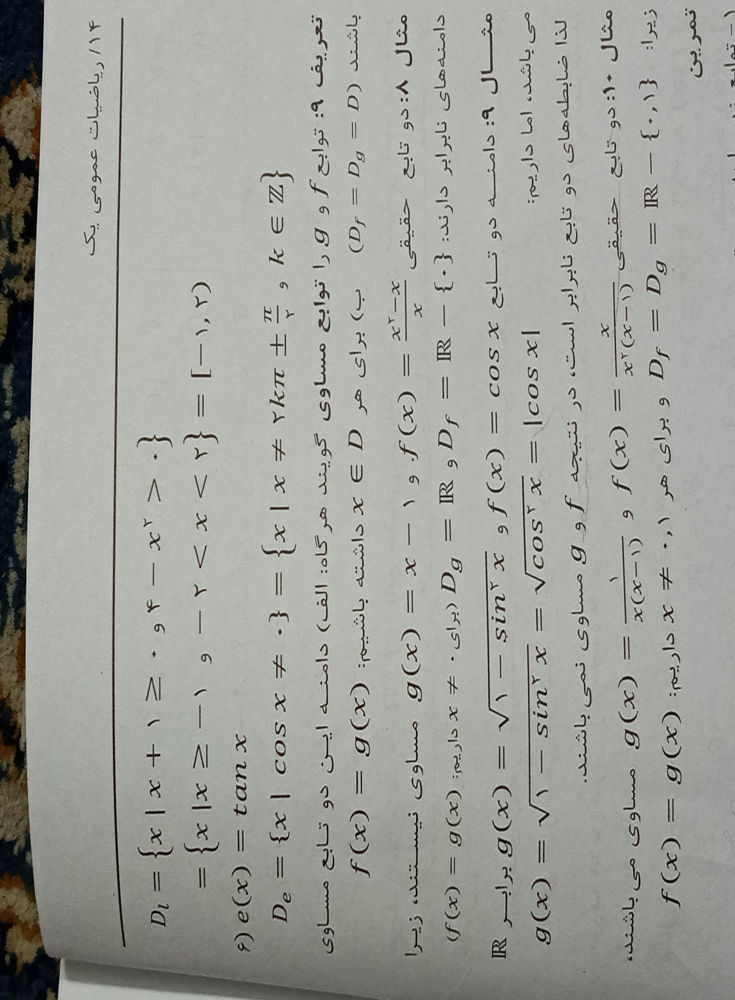 ۱۴/ ریاضیات عمومی یک
D_l = {x | x + ۱ ≥ ۰ و ۴ − x^۲ > ۰}
= {x | x ≥ −۱ و −۲ < x < ۲} = [−۱, ۲)
۶) e(x) = tan x
D_e = {x | cos x ≠ ۰} = {x | x ≠ ۲kπ ± π/۲ , k ∈ ℤ}
تعریف ۹: توابع f و g را توابع مساوی گویند هرگاه: الف) دامنه این دو تابع مساوی
باشند (D_f = D_g = D) ب) برای هر x ∈ D داشته باشیم: f(x) = g(x)
مثال ۸: دو تابع حقیقی f(x) = (x^۲−x)/x و g(x) = x − ۱ مساوی نیستند، زیرا
دامنه‌های نابرابر دارند: D_f = ℝ − {۰} و D_g = ℝ (برای x ≠ ۰ داریم: f(x) = g(x))
مثال ۹: دامنه دو تابع f(x) = cos x و g(x) = √(۱ − sin^۲ x) برابر ℝ
می باشد، اما داریم: g(x) = √(۱ − sin^۲ x) = √(cos^۲ x) = |cos x|
لذا ضابطه‌های دو تابع نابرابر است، در نتیجه f و g مساوی نمی باشند.
مثال ۱۰: دو تابع حقیقی f(x) = x/(x^۲(x−۱)) و g(x) = ۱/(x(x−۱)) مساوی می باشند،
زیرا: D_f = D_g = ℝ − {۰, ۱} و برای هر x ≠ ۰, ۱ داریم: f(x) = g(x)
تمرین